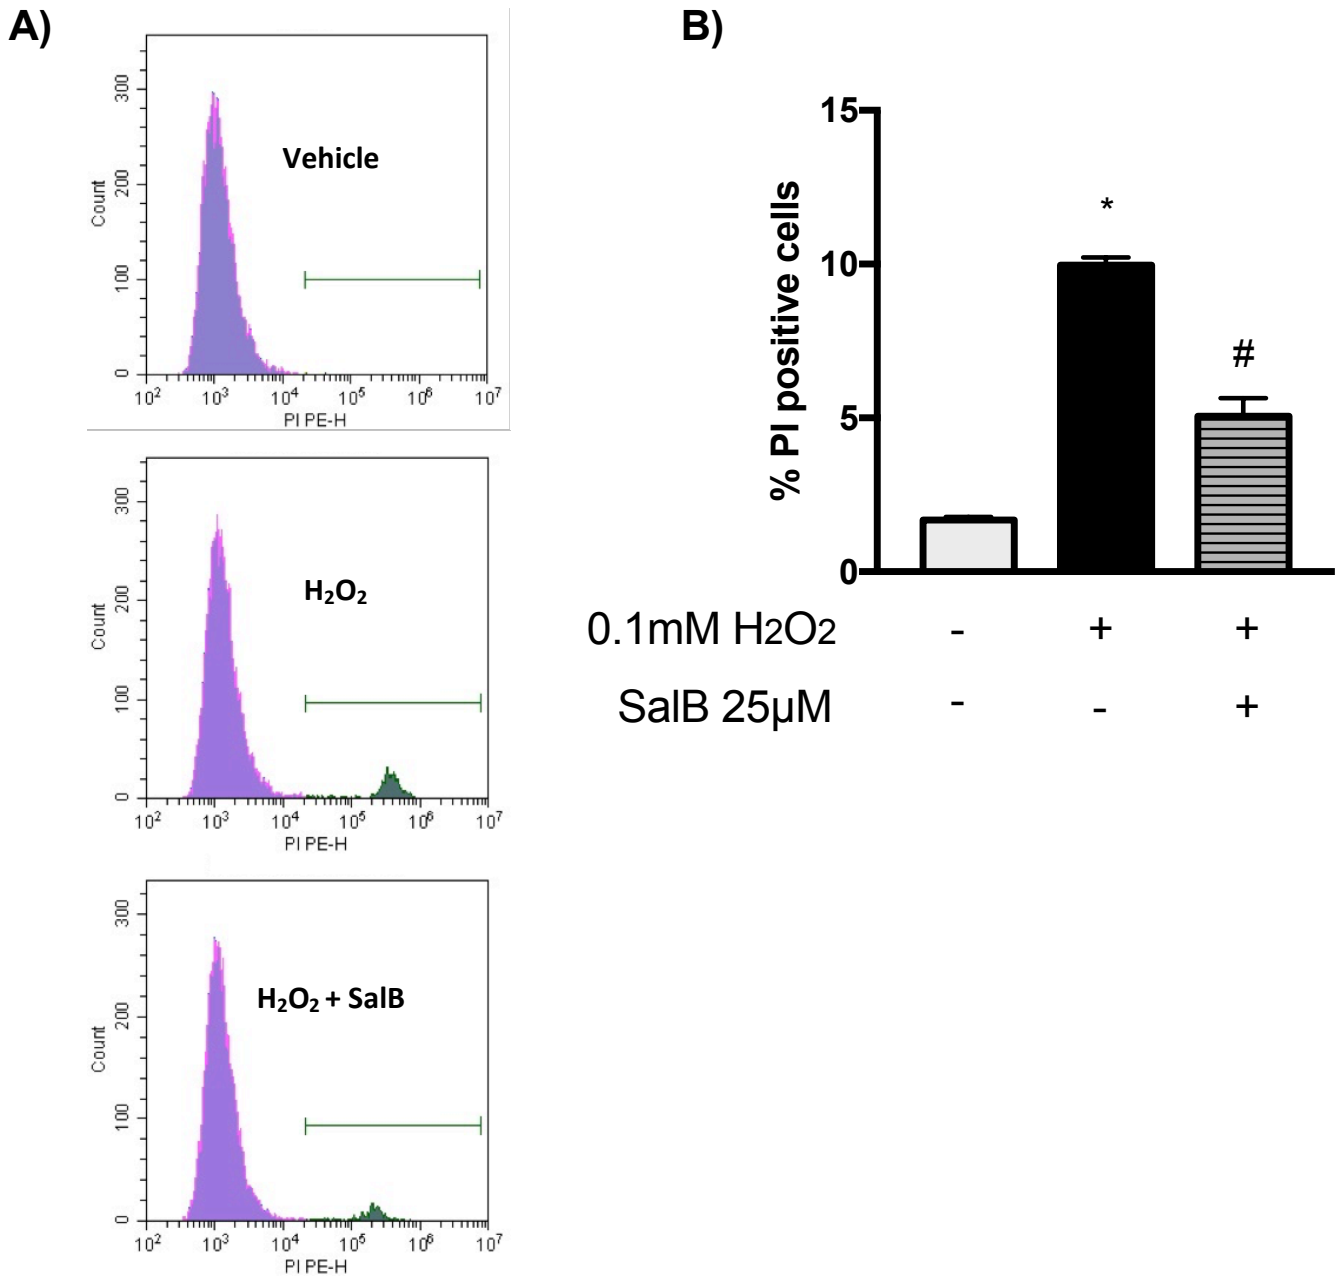 A)
300
200
100
0
Count
Vehicle
10² 10³ 10⁴ 10⁵ 10⁶ 10⁷
PI PE-H
300
200
100
0
Count
H₂O₂
10² 10³ 10⁴ 10⁵ 10⁶ 10⁷
PI PE-H
300
200
100
0
Count
H₂O₂ + SalB
10² 10³ 10⁴ 10⁵ 10⁶ 10⁷
PI PE-H
B)
15
10
5
0
% PI positive cells
*
#
0.1mM H2O2 - + +
SalB 25µM - - +